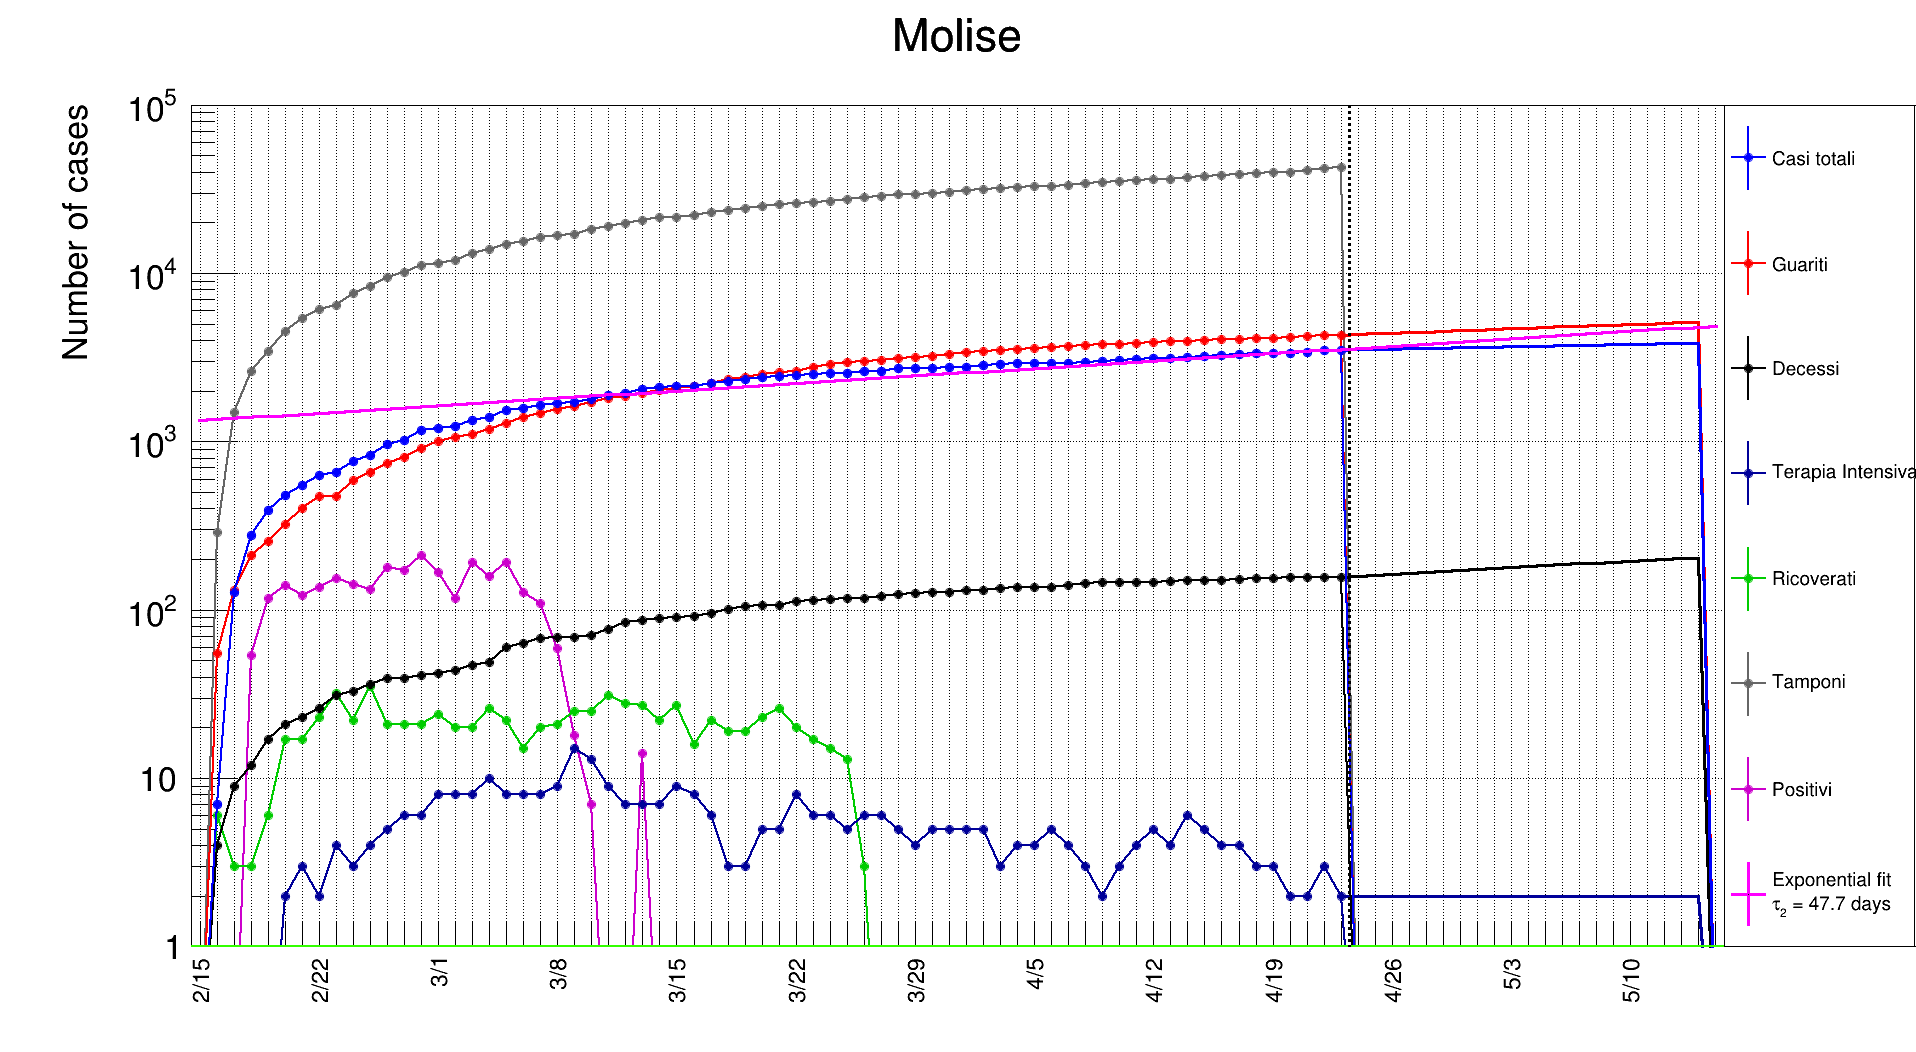 Molise
Number of cases
10^5
10^4
10^3
10^2
10
1
2/15
2/22
3/1
3/8
3/15
3/22
3/29
4/5
4/12
4/19
4/26
5/3
5/10
Casi totali
Guariti
Decessi
Terapia Intensiva
Ricoverati
Tamponi
Positivi
Exponential fit
τ_2 = 47.7 days